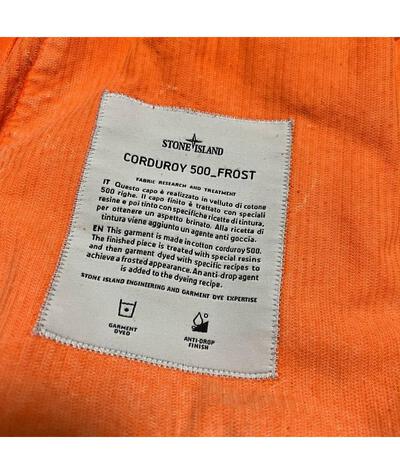 STONE ISLAND
CORDUROY 500_FROST
FABRIC RESEARCH AND TREATMENT
IT Questo capo è realizzato in velluto di cotone
500 righe. Il capo finito è trattato con speciali
resine e poi tinto con specifiche ricette di tintura,
per ottenere un aspetto brinato. Alla ricetta di
tintura viene aggiunto un agente anti goccia.
EN This garment is made in cotton corduroy 500.
The finished piece is treated with special resins
and then garment dyed with specific recipes to
achieve a frosted appearance. An anti-drop agent
is added to the dyeing recipe.
STONE ISLAND ENGINEERING AND GARMENT DYE EXPERTISE
GARMENT
DYED
ANTI-DROP
FINISH